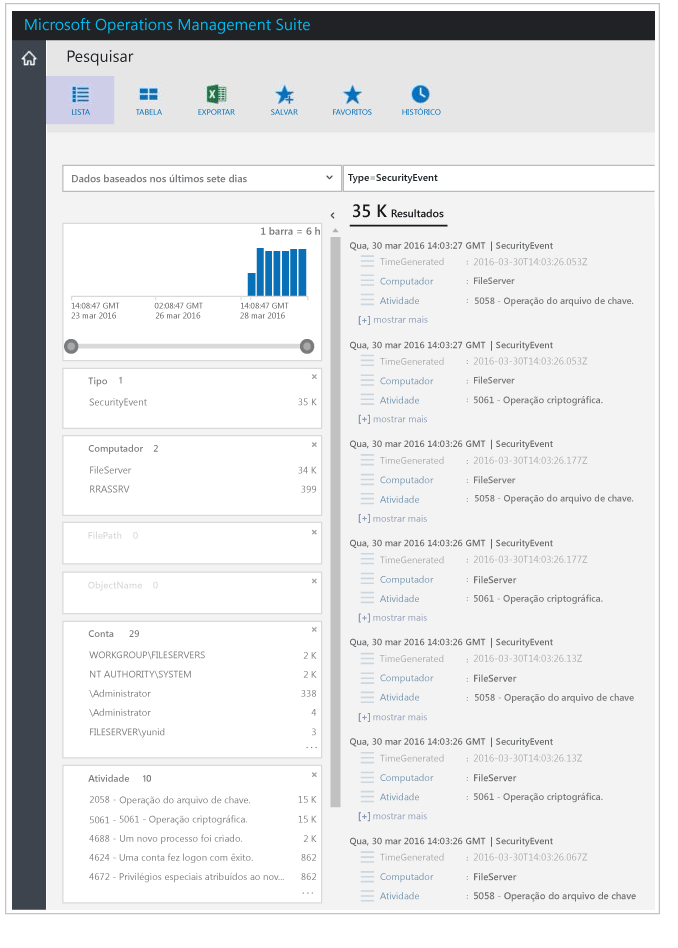 Microsoft Operations Management Suite
Pesquisar
LISTA TABELA EXPORTAR SALVAR FAVORITOS HISTÓRICO
Dados baseados nos últimos sete dias
Type=SecurityEvent
1 barra = 6 h
14:08:47 GMT 02:08:47 GMT 14:08:47 GMT
23 mar 2016 26 mar 2016 28 mar 2016
Tipo 1
SecurityEvent 35 K
Computador 2
FileServer 34 K
RRASSRV 399
FilePath 0
ObjectName 0
Conta 29
WORKGROUP\FILESERVERS 2 K
NT AUTHORITY\SYSTEM 2 K
\Administrator 338
\Administrator 4
FILESERVER\yunid 3
...
Atividade 10
2058 - Operação do arquivo de chave. 15 K
5061 - 5061 - Operação criptográfica. 15 K
4688 - Um novo processo foi criado. 2 K
4624 - Uma conta fez logon com êxito. 862
4672 - Privilégios especiais atribuídos ao nov... 862
...
35 K Resultados
Qua, 30 mar 2016 14:03:27 GMT | SecurityEvent
TimeGenerated : 2016-03-30T14:03:26.053Z
Computador : FileServer
Atividade : 5058 - Operação do arquivo de chave.
[+] mostrar mais
Qua, 30 mar 2016 14:03:27 GMT | SecurityEvent
TimeGenerated : 2016-03-30T14:03:26.053Z
Computador : FileServer
Atividade : 5061 - Operação criptográfica.
[+] mostrar mais
Qua, 30 mar 2016 14:03:26 GMT | SecurityEvent
TimeGenerated : 2016-03-30T14:03:26.177Z
Computador : FileServer
Atividade : 5058 - Operação do arquivo de chave.
[+] mostrar mais
Qua, 30 mar 2016 14:03:26 GMT | SecurityEvent
TimeGenerated : 2016-03-30T14:03:26.177Z
Computador : FileServer
Atividade : 5061 - Operação criptográfica.
[+] mostrar mais
Qua, 30 mar 2016 14:03:26 GMT | SecurityEvent
TimeGenerated : 2016-03-30T14:03:26.13Z
Computador : FileServer
Atividade : 5058 - Operação do arquivo de chave
[+] mostrar mais
Qua, 30 mar 2016 14:03:26 GMT | SecurityEvent
TimeGenerated : 2016-03-30T14:03:26.13Z
Computador : FileServer
Atividade : 5061 - Operação criptográfica.
[+] mostrar mais
Qua, 30 mar 2016 14:03:26 GMT | SecurityEvent
TimeGenerated : 2016-03-30T14:03:26.067Z
Computador : FileServer
Atividade : 5058 - Operação do arquivo de chave